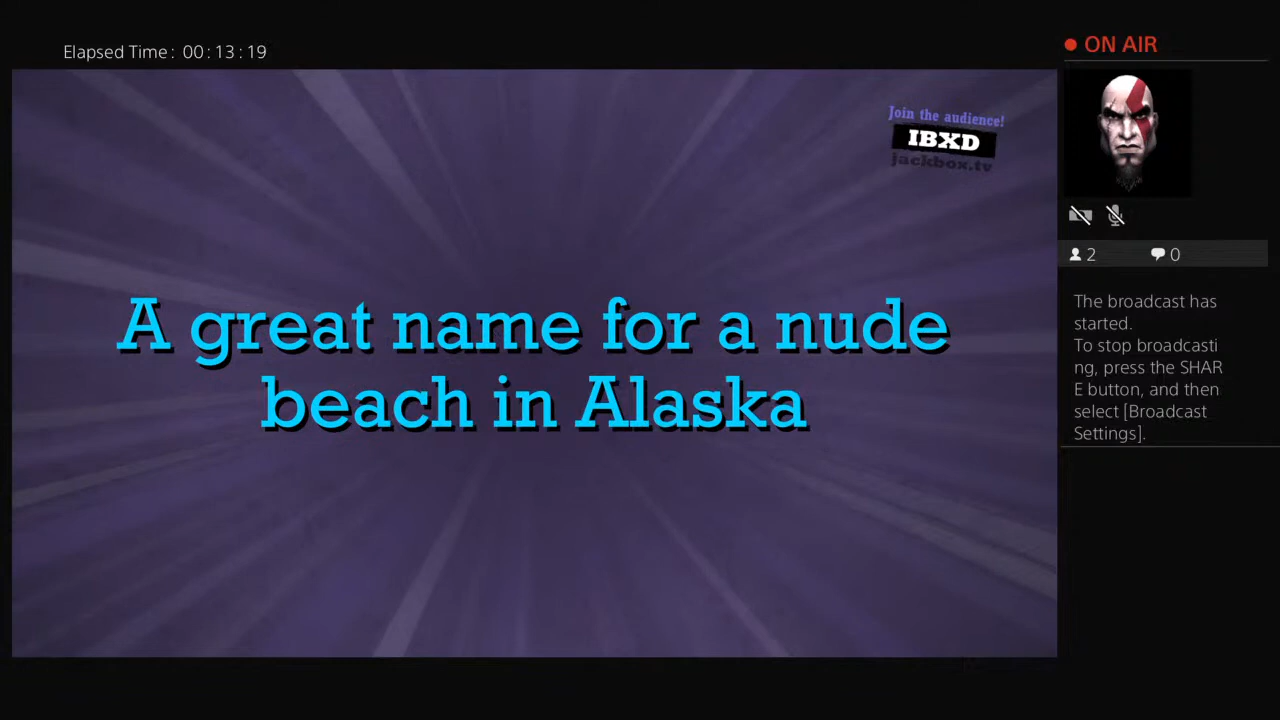 Elapsed Time: 00:13:19
ON AIR
Join the audience!
IBXD
jackbox.tv
A great name for a nude
beach in Alaska
2
0
The broadcast has
started.
To stop broadcasti
ng, press the SHAR
E button, and then
select [Broadcast
Settings].